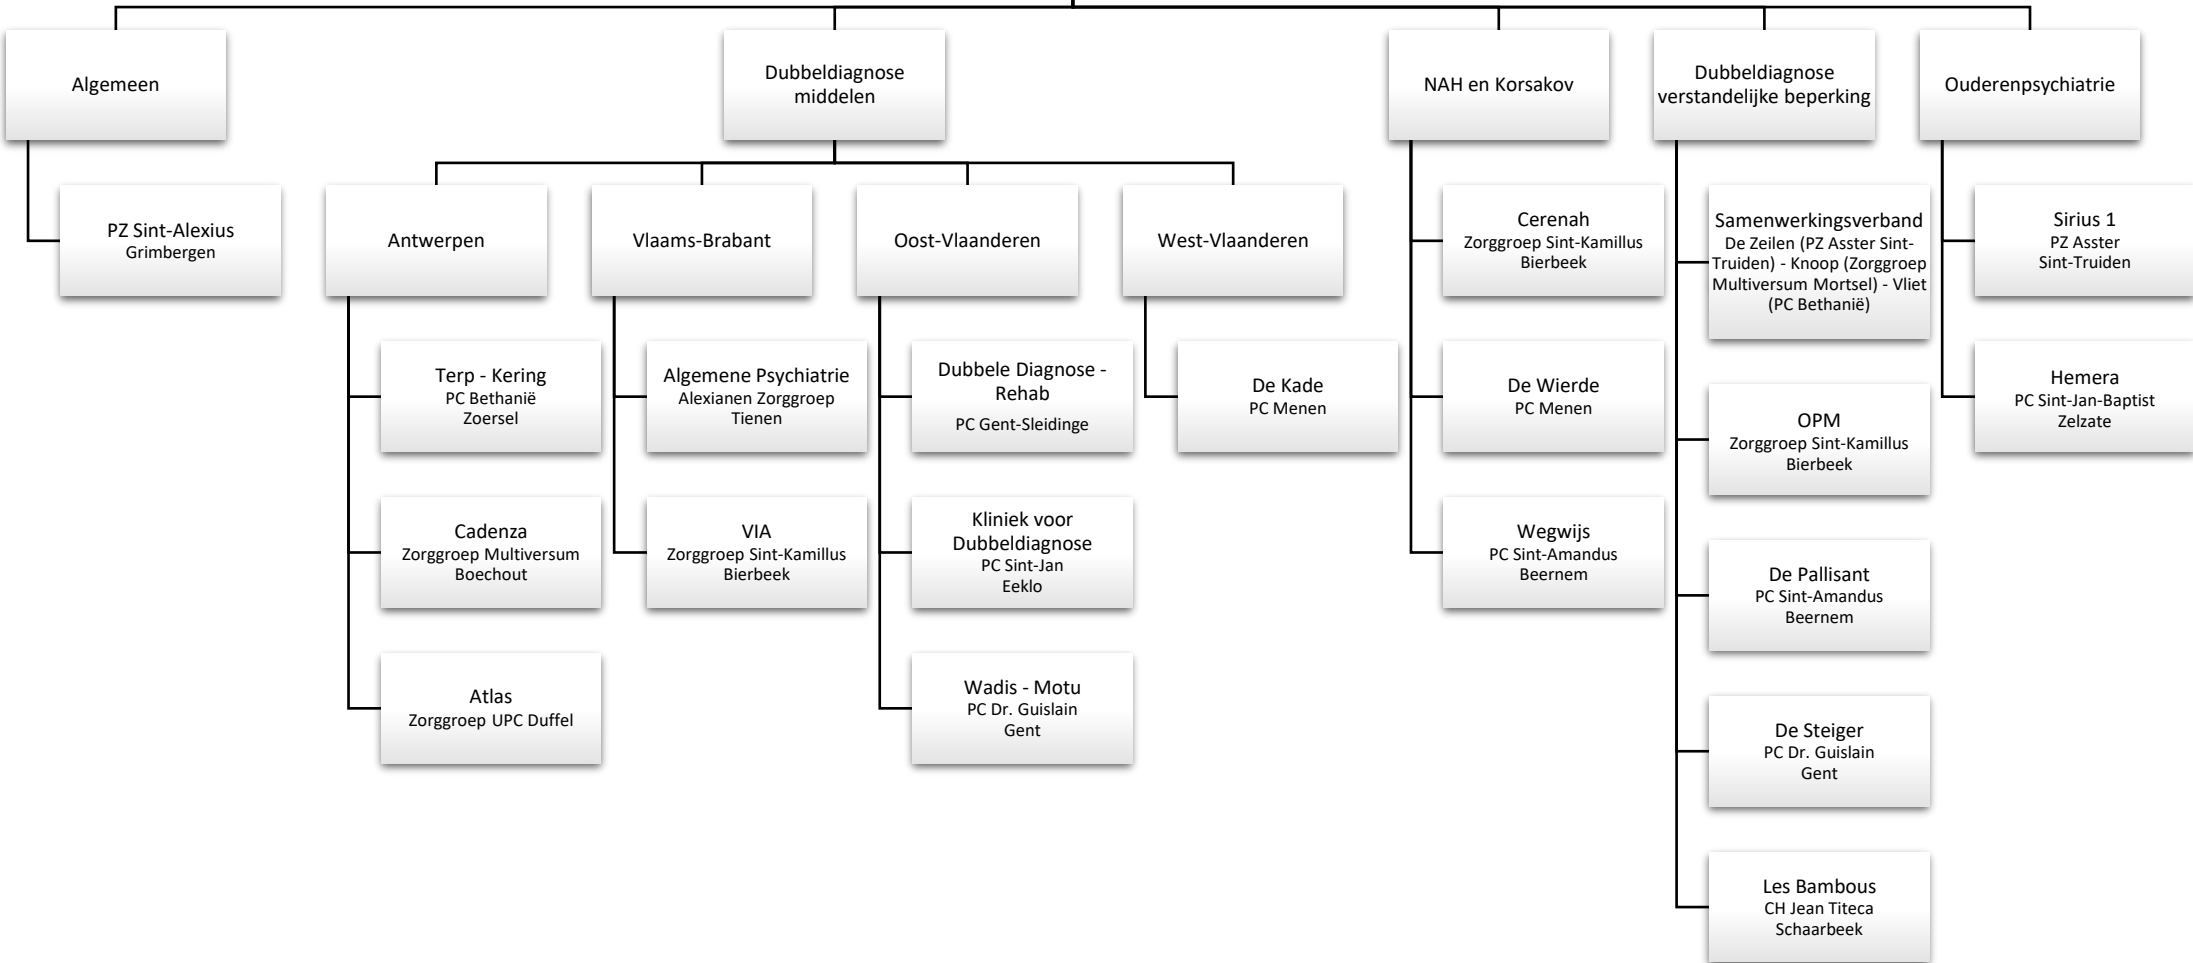 Algemeen
PZ Sint-Alexius
Grimbergen
Dubbeldiagnose
middelen
Antwerpen
Terp - Kering
PC Bethanië
Zoersel
Cadenza
Zorggroep Multiversum
Boechout
Atlas
Zorggroep UPC Duffel
Vlaams-Brabant
Algemene Psychiatrie
Alexianen Zorggroep
Tienen
VIA
Zorggroep Sint-Kamillus
Bierbeek
Oost-Vlaanderen
Dubbele Diagnose -
Rehab
PC Gent-Sleidinge
Kliniek voor
Dubbeldiagnose
PC Sint-Jan
Eeklo
Wadis - Motu
PC Dr. Guislain
Gent
West-Vlaanderen
De Kade
PC Menen
NAH en Korsakov
Cerenah
Zorggroep Sint-Kamillus
Bierbeek
De Wierde
PC Menen
Wegwijs
PC Sint-Amandus
Beernem
Dubbeldiagnose
verstandelijke beperking
Samenwerkingsverband
De Zeilen (PZ Asster Sint-
Truiden) - Knoop (Zorggroep
Multiversum Mortsel) - Vliet
(PC Bethanië)
OPM
Zorggroep Sint-Kamillus
Bierbeek
De Pallisant
PC Sint-Amandus
Beernem
De Steiger
PC Dr. Guislain
Gent
Les Bambous
CH Jean Titeca
Schaarbeek
Ouderenpsychiatrie
Sirius 1
PZ Asster
Sint-Truiden
Hemera
PC Sint-Jan-Baptist
Zelzate